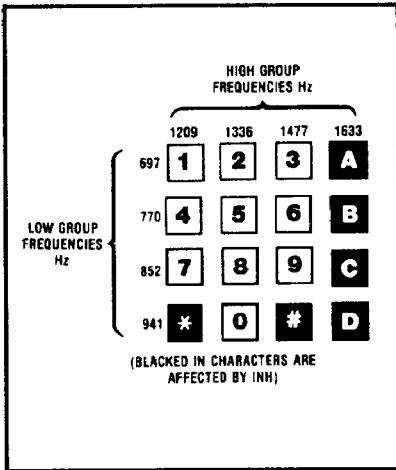 HIGH GROUP
FREQUENCIES Hz
1209 1336 1477 1633
697 1 2 3 A
770 4 5 6 B
LOW GROUP
FREQUENCIES
Hz
852 7 8 9 C
941 * 0 # D
(BLACKED IN CHARACTERS ARE
AFFECTED BY INH)